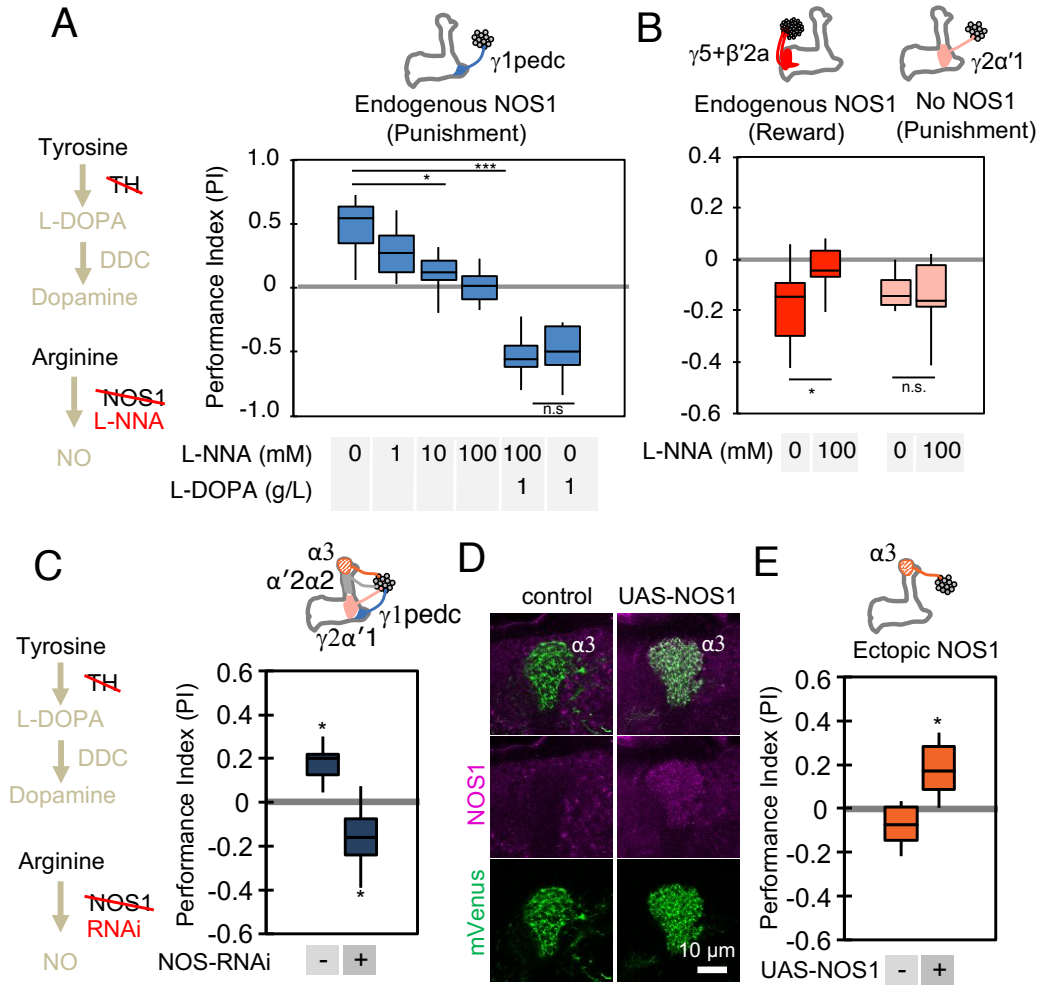 A
γ1pedc
Endogenous NOS1
(Punishment)
Tyrosine
TH
L-DOPA
DDC
Dopamine
Arginine
NOS1
L-NNA
NO
Performance Index (PI)
1.0
0.5
0
-0.5
-1.0
***
*
n.s
L-NNA (mM) 0 1 10 100 100 0
L-DOPA (g/L) 1 1
B
γ5+β′2a
γ2α′1
Endogenous NOS1
(Reward)
No NOS1
(Punishment)
0.4
0.2
0
-0.2
-0.4
-0.6
*
n.s.
L-NNA (mM) 0 100 0 100
C
α3
α′2α2
γ1pedc
γ2α′1
Tyrosine
TH
L-DOPA
DDC
Dopamine
Arginine
NOS1
RNAi
NO
Performance Index (PI)
0.6
0.4
0.2
0
-0.2
-0.4
-0.6
*
*
NOS-RNAi - +
D
control UAS-NOS1
α3
NOS1
mVenus
10 μm
E
α3
Ectopic NOS1
Performance Index (PI)
0.6
0.4
0.2
0
-0.2
-0.4
-0.6
*
UAS-NOS1 - +